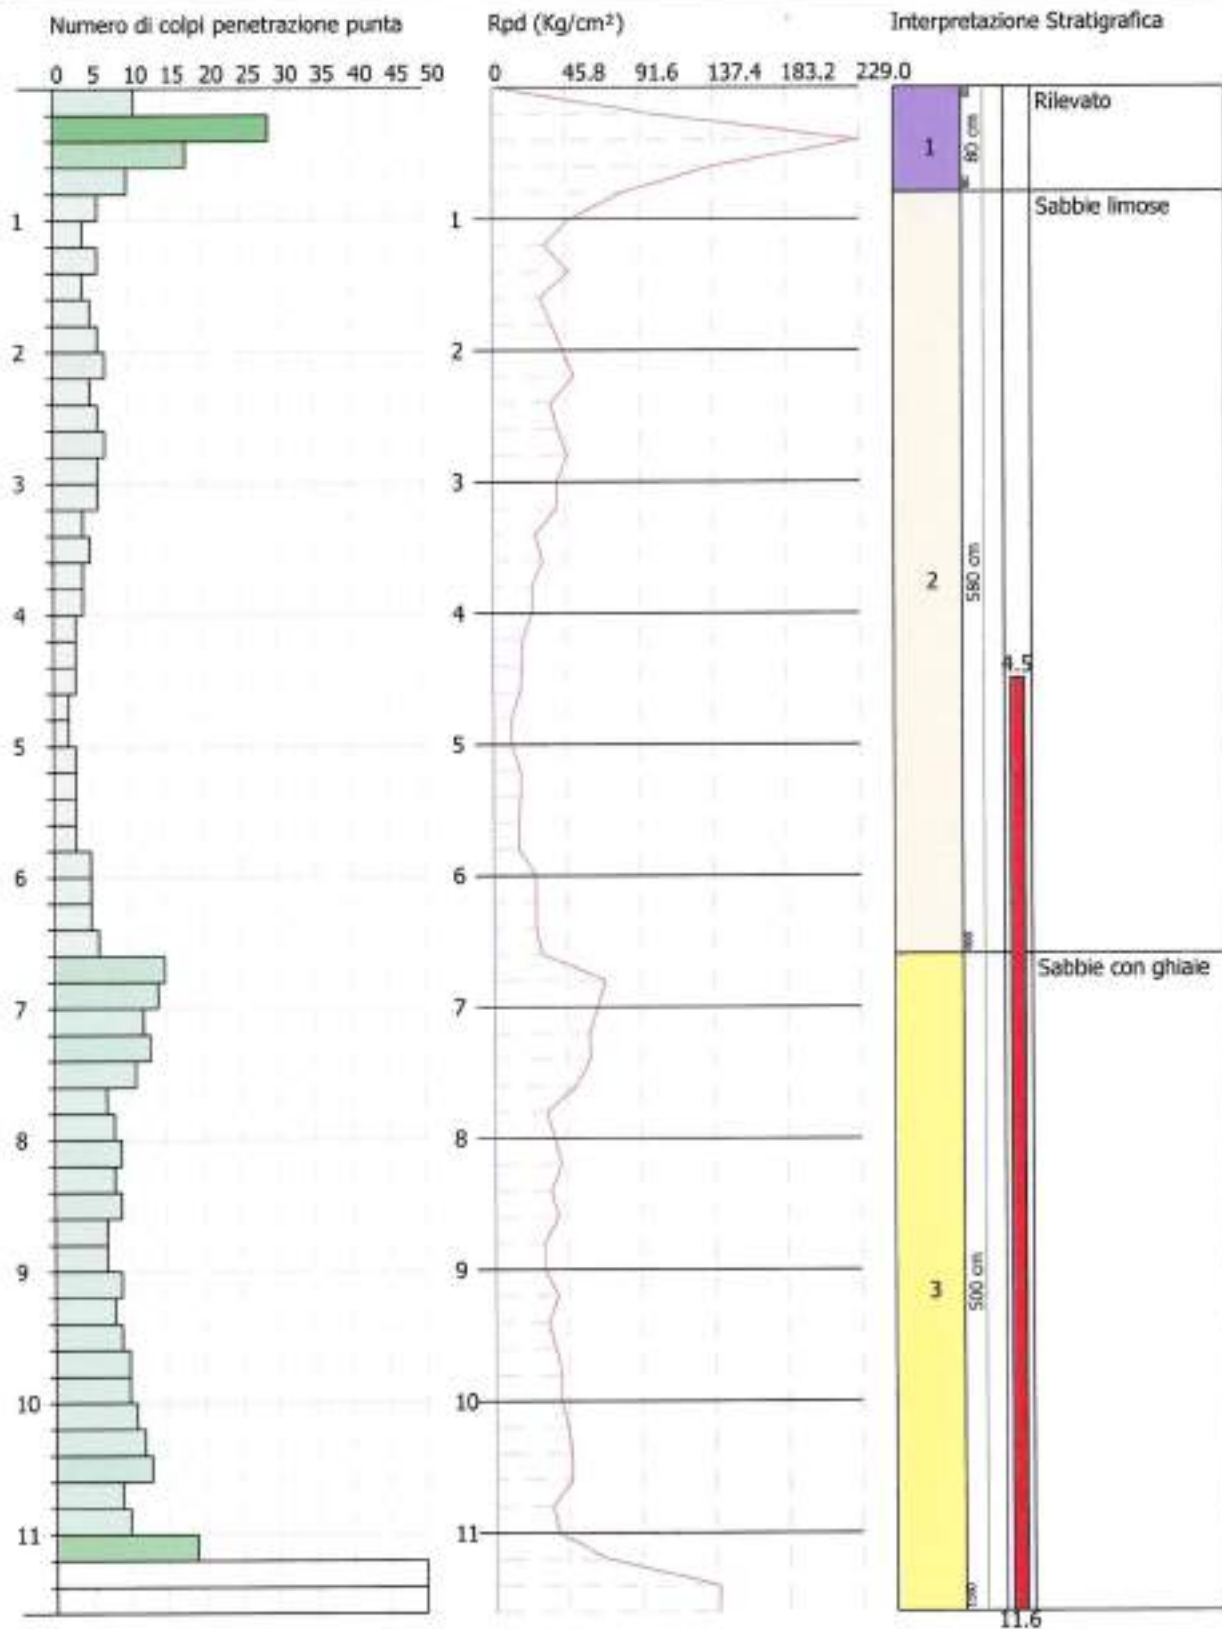 Numero di colpi penetrazione punta
0 5 10 15 20 25 30 35 40 45 50
1
2
3
4
5
6
7
8
9
10
11
Rpd (Kg/cm²)
0 45.8 91.6 137.4 183.2 229.0
1
2
3
4
5
6
7
8
9
10
11
Interpretazione Stratigrafica
1
80 cm
Rilevato
2
580 cm
Sabbie limose
4.5
3
500 cm
Sabbie con ghiaie
11.6